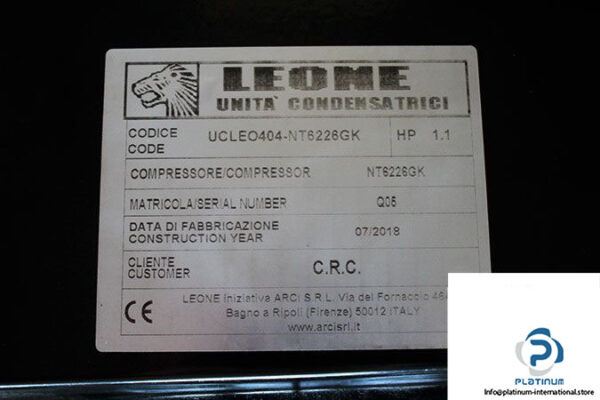 LEONE
UNITA' CONDENSATRICI
CODICE
CODE
UCLEO404-NT6226GK
HP 1.1
COMPRESSORE/COMPRESSOR NT6226GK
MATRICOLA/SERIAL NUMBER Q05
DATA DI FABBRICAZIONE
CONSTRUCTION YEAR
07/2018
CLIENTE
CUSTOMER
C.R.C.
CE
LEONE Iniziativa ARCI S.R.L. Via del Fornaccio
Bagno a Ripoli (Firenze) 50012 ITALY
www.arcisrl.it
PLATINUM
info@platinum-international.store